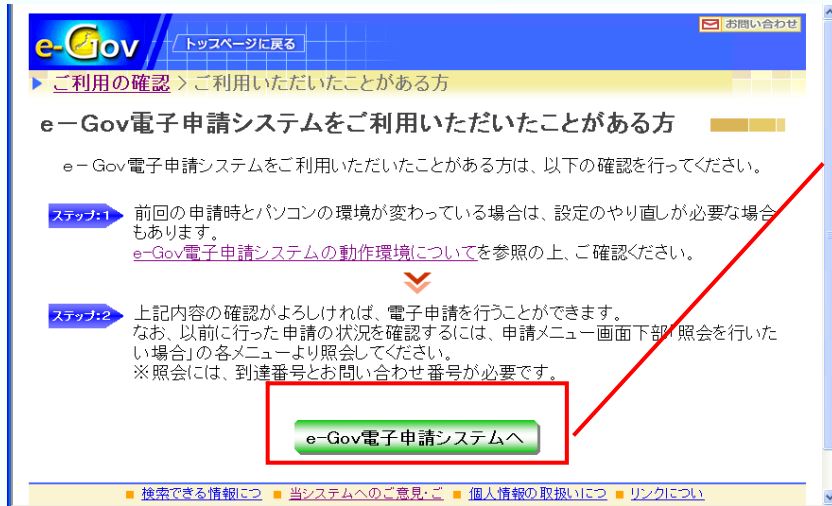 お問い合わせ
e-Gov
トップページに戻る
ご利用の確認 > ご利用いただいたことがある方
e－Gov電子申請システムをご利用いただいたことがある方
e－Gov電子申請システムをご利用いただいたことがある方は、以下の確認を行ってください。
ステップ:1 前回の申請時とパソコンの環境が変わっている場合は、設定のやり直しが必要な場合
もあります。
e-Gov電子申請システムの動作環境についてを参照の上、ご確認ください。
ステップ:2 上記内容の確認がよろしければ、電子申請を行うことができます。
なお、以前に行った申請の状況を確認するには、申請メニュー画面下部「照会を行いた
い場合」の各メニューより照会してください。
※照会には、到達番号とお問い合わせ番号が必要です。
e-Gov電子申請システムへ
検索できる情報につ 当システムへのご意見・ご 個人情報の取扱いにつ リンクについ